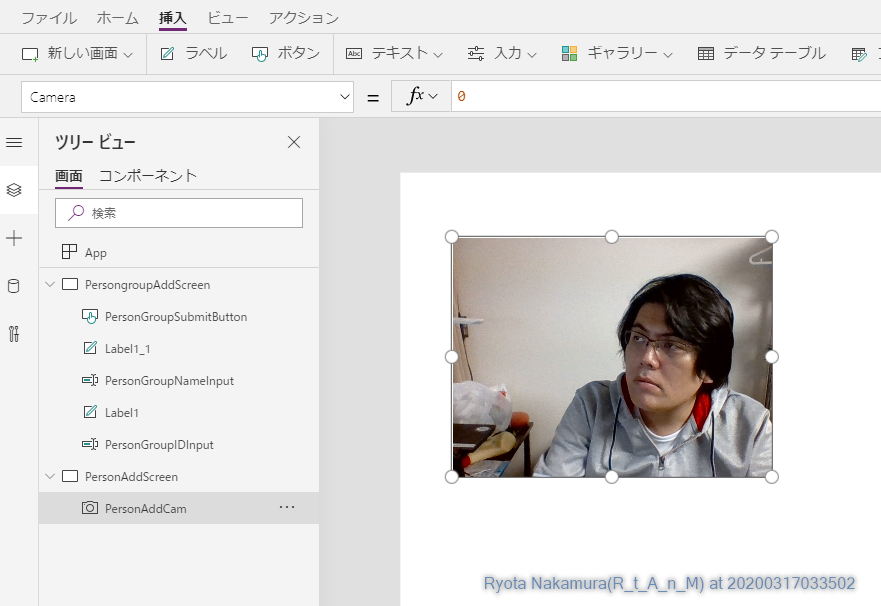 ファイル ホーム 挿入 ビュー アクション
新しい画面 ラベル ボタン Abc テキスト 入力 ギャラリー データ テーブル
Camera = fx 0
ツリー ビュー
画面 コンポーネント
検索
App
PersongroupAddScreen
PersonGroupSubmitButton
Label1_1
PersonGroupNameInput
Label1
PersonGroupIDInput
PersonAddScreen
PersonAddCam ...
Ryota Nakamura(R_t_A_n_M) at 20200317033502